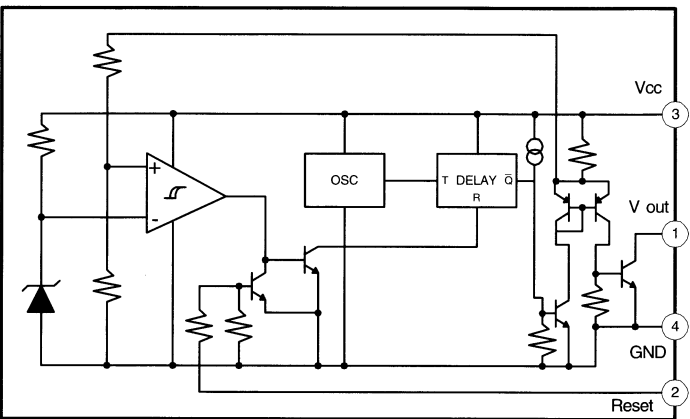 Vcc
3
+
-
OSC
T DELAY Q̅
R
V out
1
4
GND
2
Reset